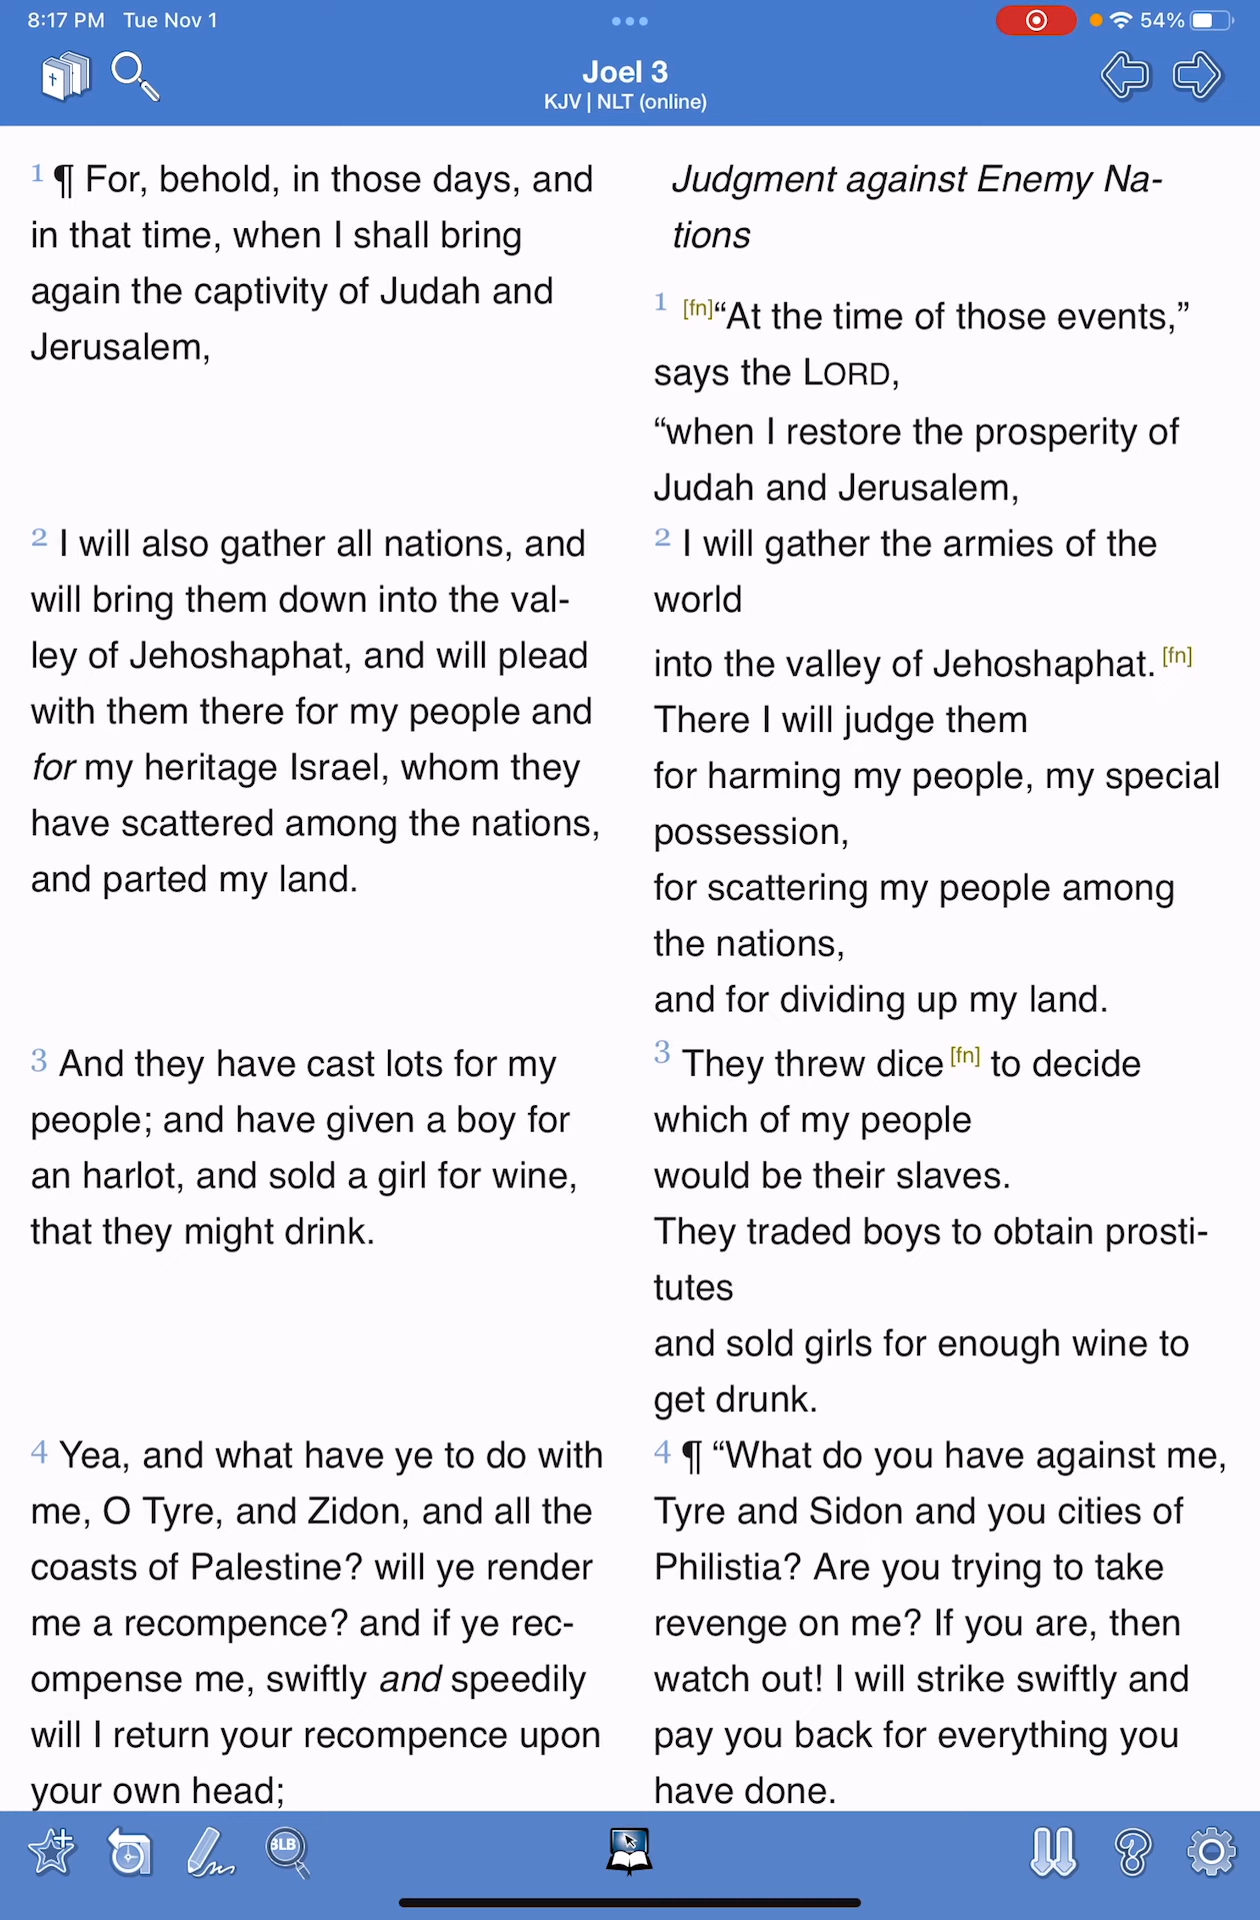 8:17 PM Tue Nov 1
54%
Joel 3
KJV | NLT (online)
1 ¶ For, behold, in those days, and
in that time, when I shall bring
again the captivity of Judah and
Jerusalem,
2 I will also gather all nations, and
will bring them down into the val-
ley of Jehoshaphat, and will plead
with them there for my people and
for my heritage Israel, whom they
have scattered among the nations,
and parted my land.
3 And they have cast lots for my
people; and have given a boy for
an harlot, and sold a girl for wine,
that they might drink.
4 Yea, and what have ye to do with
me, O Tyre, and Zidon, and all the
coasts of Palestine? will ye render
me a recompence? and if ye rec-
ompense me, swiftly and speedily
will I return your recompence upon
your own head;
Judgment against Enemy Na-
tions
1 [fn]“At the time of those events,”
says the LORD,
“when I restore the prosperity of
Judah and Jerusalem,
2 I will gather the armies of the
world
into the valley of Jehoshaphat. [fn]
There I will judge them
for harming my people, my special
possession,
for scattering my people among
the nations,
and for dividing up my land.
3 They threw dice [fn] to decide
which of my people
would be their slaves.
They traded boys to obtain prosti-
tutes
and sold girls for enough wine to
get drunk.
4 ¶ “What do you have against me,
Tyre and Sidon and you cities of
Philistia? Are you trying to take
revenge on me? If you are, then
watch out! I will strike swiftly and
pay you back for everything you
have done.
BLB